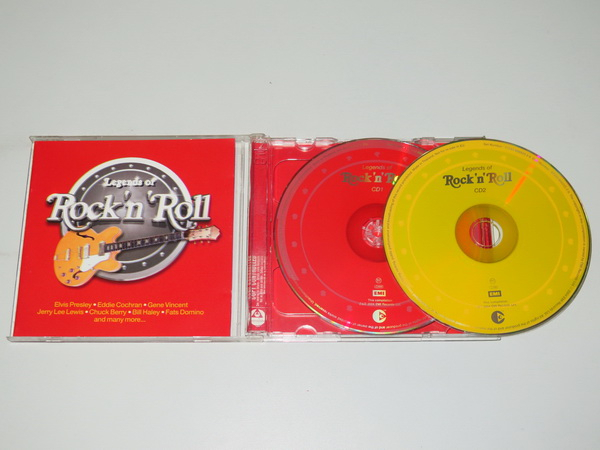 Legends of
Rock 'n' Roll
Elvis Presley • Eddie Cochran • Gene Vincent
Jerry Lee Lewis • Chuck Berry • Bill Haley • Fats Domino
and many more...
Legends of
Rock 'n' Roll
CD1
EMI
Legends of
Rock 'n' Roll
CD2
EMI